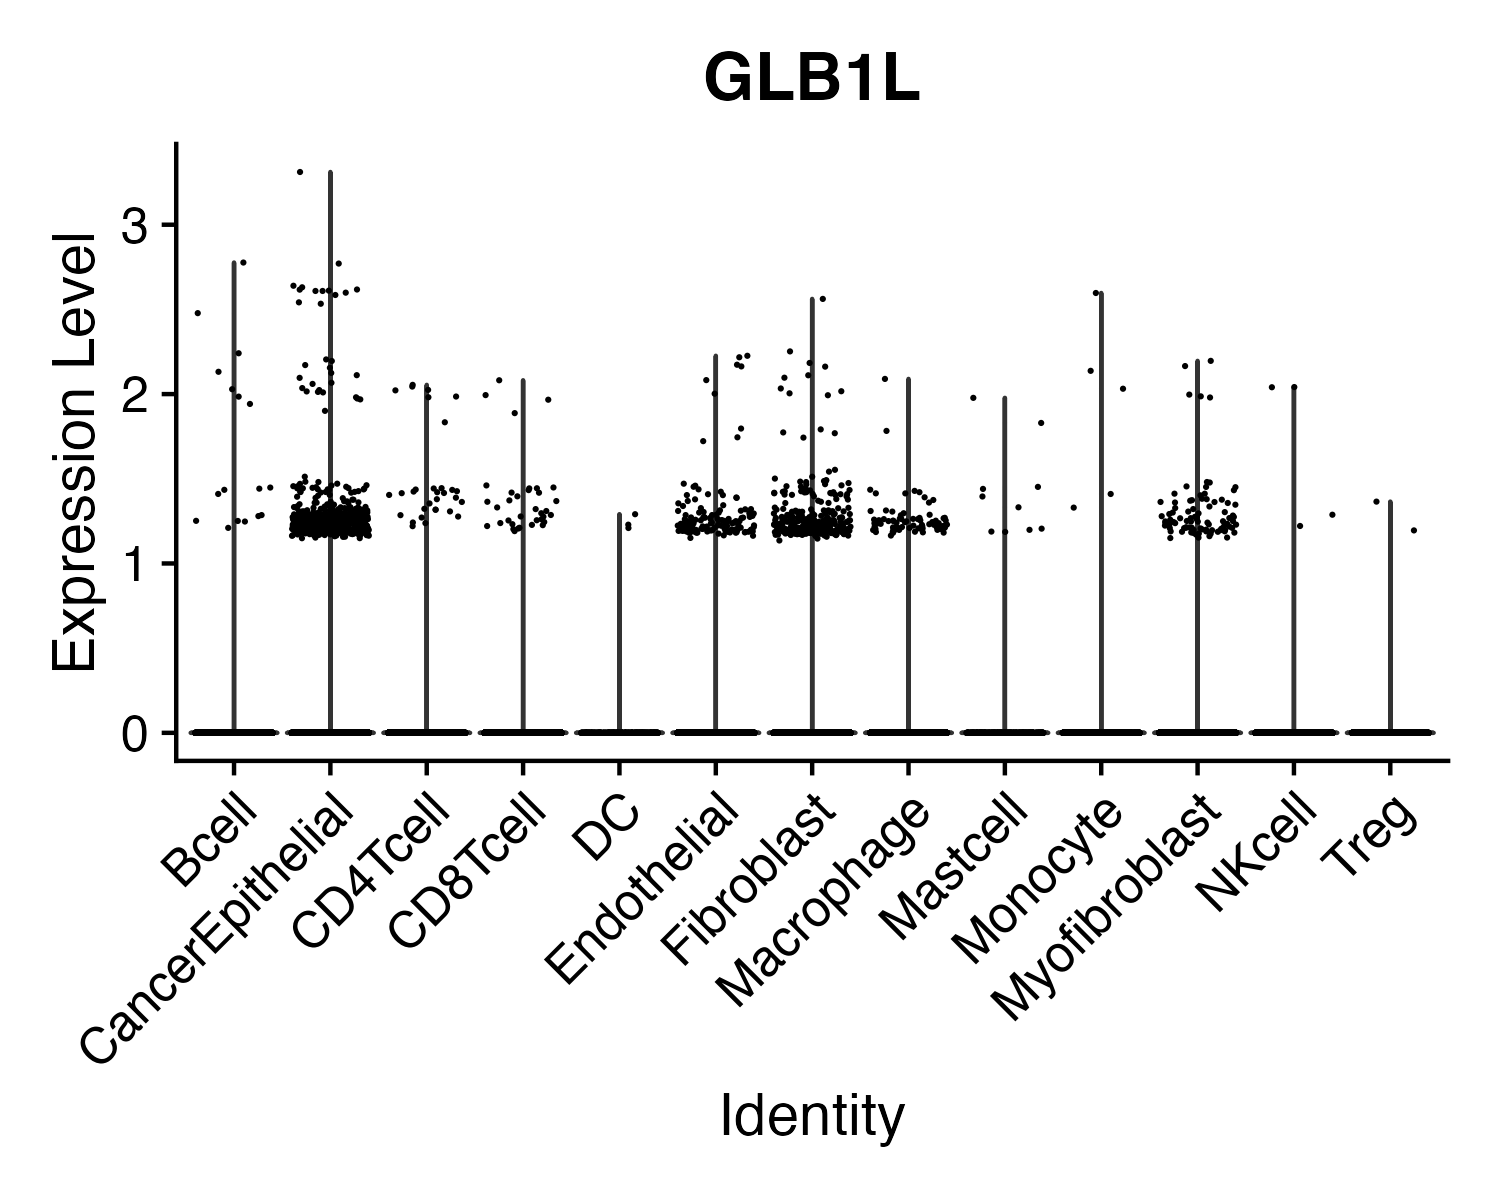 GLB1L
Expression Level
3
2
1
0
Bcell
CancerEpithelial
CD4Tcell
CD8Tcell
DC
Endothelial
Fibroblast
Macrophage
Mastcell
Monocyte
Myofibroblast
NKcell
Treg
Identity